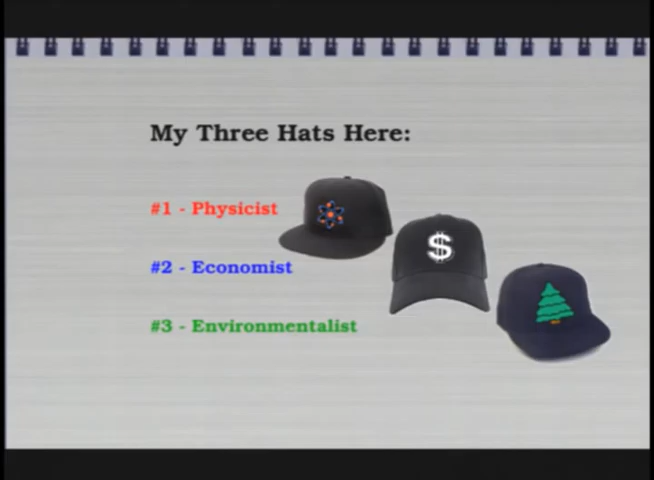 My Three Hats Here:
#1 - Physicist
#2 - Economist
$
#3 - Environmentalist